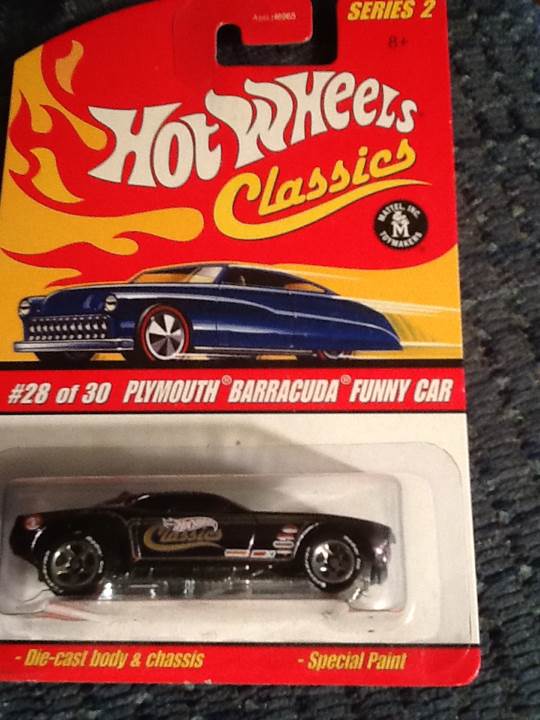 SERIES 2
8+
Hot Wheels
Classics
MATTEL, INC.
M
TOYMAKERS
#28 of 30 PLYMOUTH® BARRACUDA® FUNNY CAR
Hot Wheels
Classics
- Die-cast body & chassis
- Special Paint